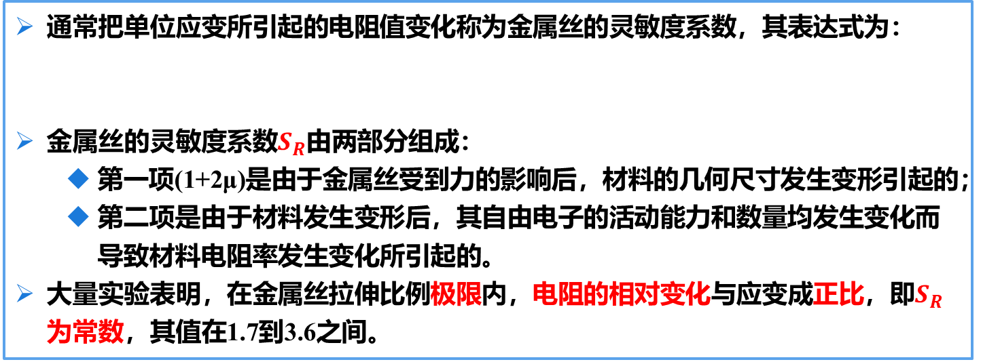 ➢ 通常把单位应变所引起的电阻值变化称为金属丝的灵敏度系数，其表达式为：
➢ 金属丝的灵敏度系数S_R由两部分组成：
◆ 第一项(1+2μ)是由于金属丝受到力的影响后，材料的几何尺寸发生变形引起的；
◆ 第二项是由于材料发生变形后，其自由电子的活动能力和数量均发生变化而
导致材料电阻率发生变化所引起的。
➢ 大量实验表明，在金属丝拉伸比例极限内，电阻的相对变化与应变成正比，即S_R
为常数，其值在1.7到3.6之间。